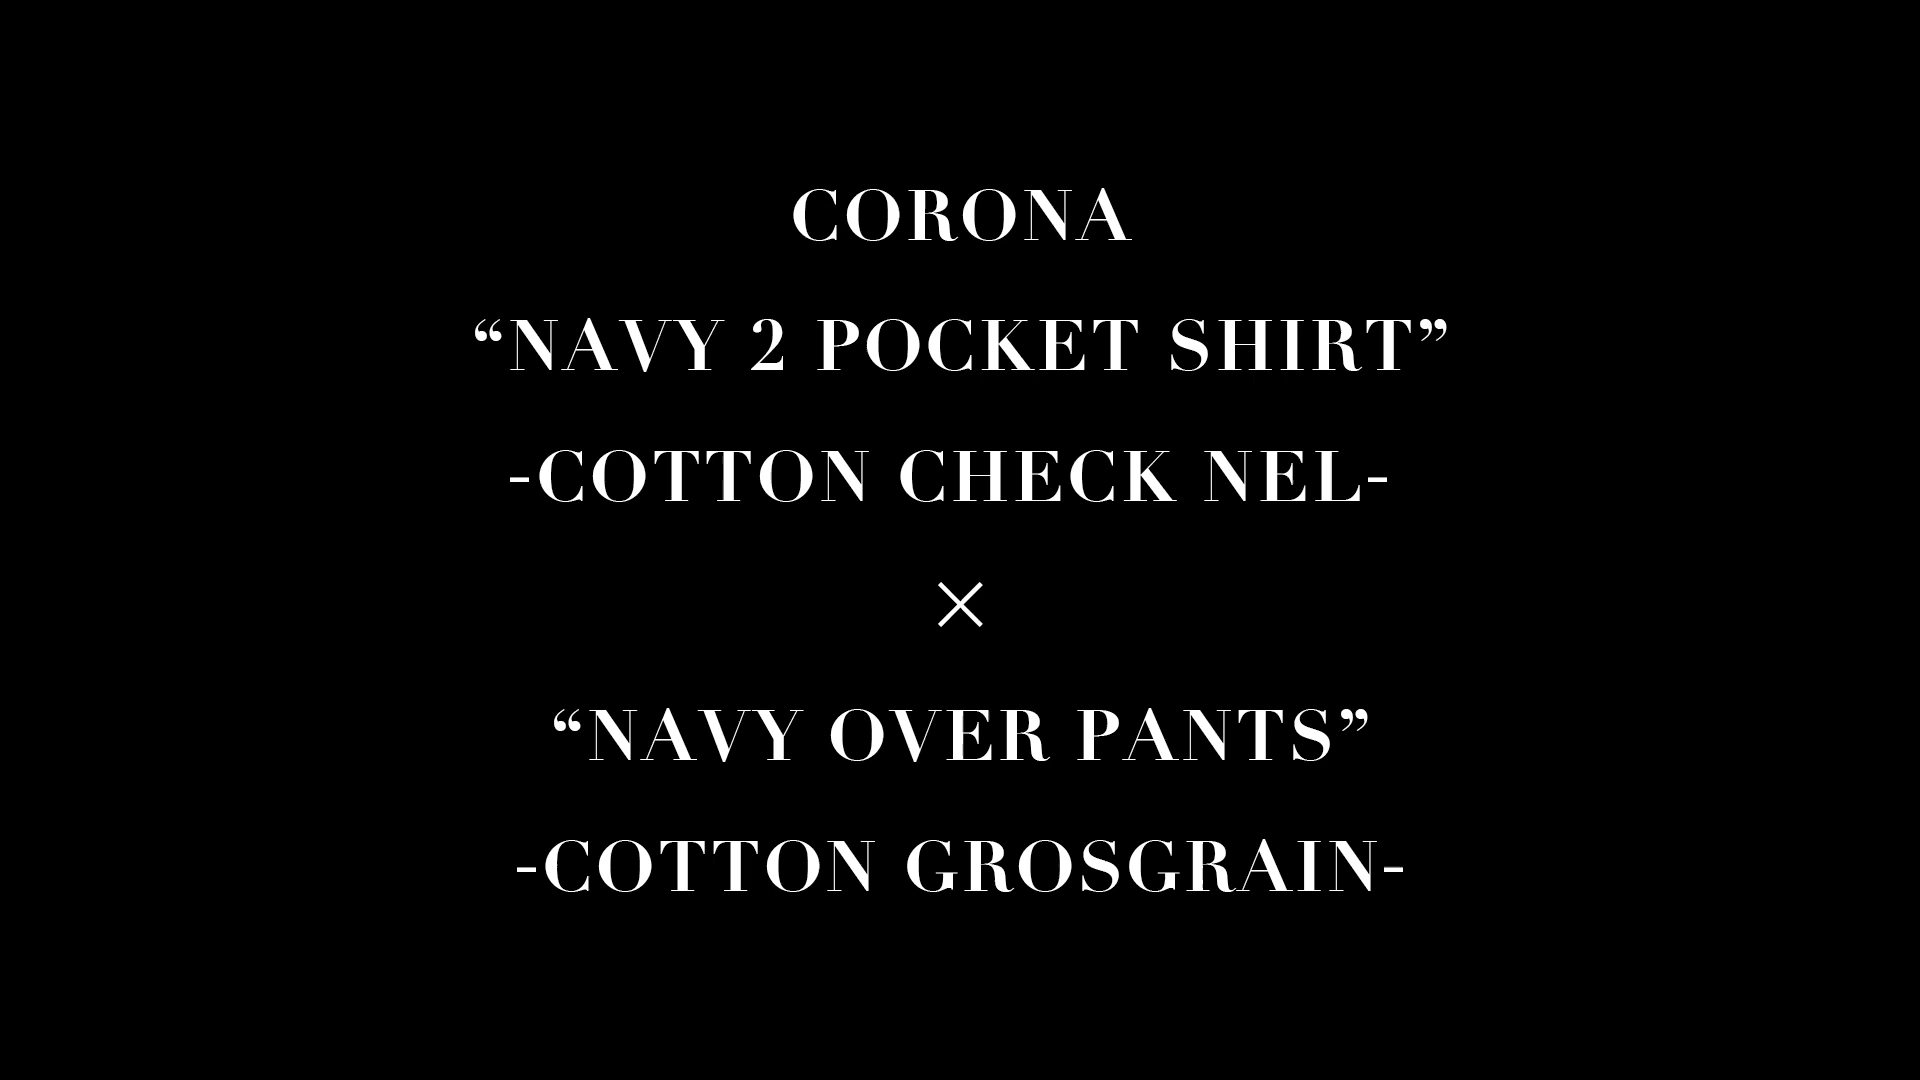 CORONA
“NAVY 2 POCKET SHIRT”
-COTTON CHECK NEL-
×
“NAVY OVER PANTS”
-COTTON GROSGRAIN-